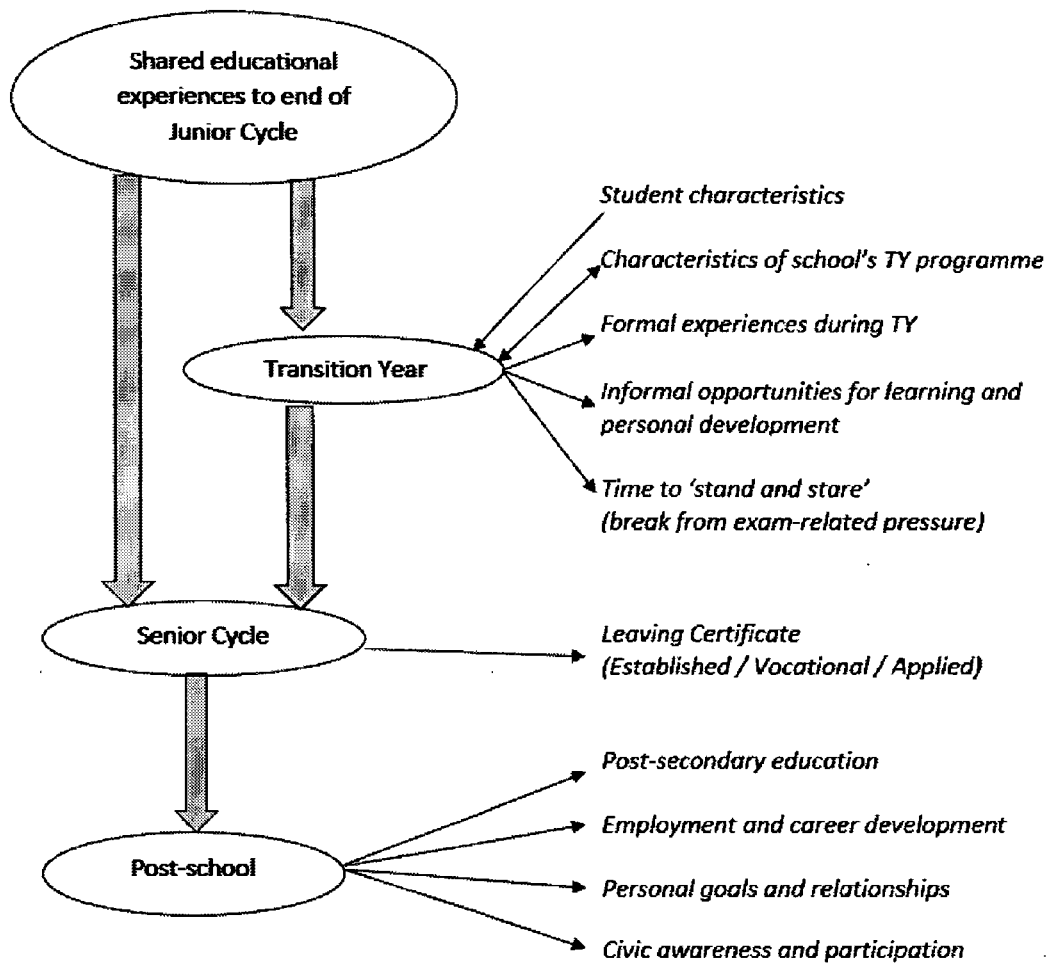 Shared educational
experiences to end of
Junior Cycle
Student characteristics
Characteristics of school's TY programme
Formal experiences during TY
Transition Year
Informal opportunities for learning and
personal development
Time to 'stand and stare'
(break from exam-related pressure)
Senior Cycle
Leaving Certificate
(Established / Vocational / Applied)
Post-secondary education
Employment and career development
Post-school
Personal goals and relationships
Civic awareness and participation